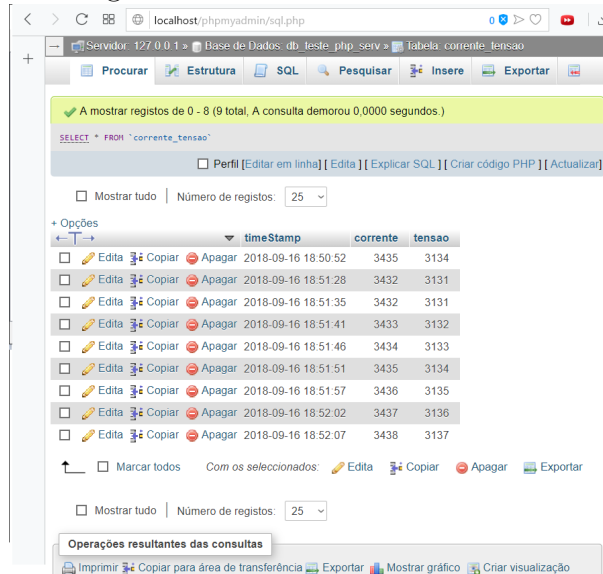 localhost/phpmyadmin/sql.php 0
Servidor: 127.0.0.1 » Base de Dados: db_teste_php_serv » Tabela: corrente_tensao
Procurar Estrutura SQL Pesquisar Insere Exportar
A mostrar registos de 0 - 8 (9 total, A consulta demorou 0,0000 segundos.)
SELECT * FROM `corrente_tensao`
Perfil [Editar em linha] [ Edita ] [ Explicar SQL ] [ Criar código PHP ] [ Actualizar]
Mostrar tudo | Número de registos: 25
+ Opções
←T→ timeStamp corrente tensao
Edita Copiar Apagar 2018-09-16 18:50:52 3435 3134
Edita Copiar Apagar 2018-09-16 18:51:28 3432 3131
Edita Copiar Apagar 2018-09-16 18:51:35 3432 3131
Edita Copiar Apagar 2018-09-16 18:51:41 3433 3132
Edita Copiar Apagar 2018-09-16 18:51:46 3434 3133
Edita Copiar Apagar 2018-09-16 18:51:51 3435 3134
Edita Copiar Apagar 2018-09-16 18:51:57 3436 3135
Edita Copiar Apagar 2018-09-16 18:52:02 3437 3136
Edita Copiar Apagar 2018-09-16 18:52:07 3438 3137
Marcar todos Com os seleccionados: Edita Copiar Apagar Exportar
Mostrar tudo | Número de registos: 25
Operações resultantes das consultas
Imprimir Copiar para área de transferência Exportar Mostrar gráfico Criar visualização